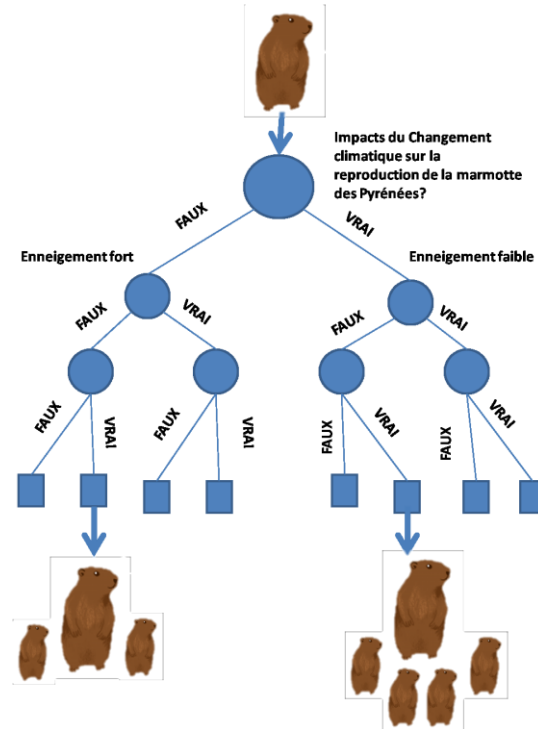 Impacts du Changement
climatique sur la
reproduction de la marmotte
des Pyrénées?
FAUX
VRAI
Enneigement fort
Enneigement faible
FAUX
VRAI
FAUX
VRAI
FAUX
VRAI
FAUX
VRAI
FAUX
VRAI
FAUX
VRAI